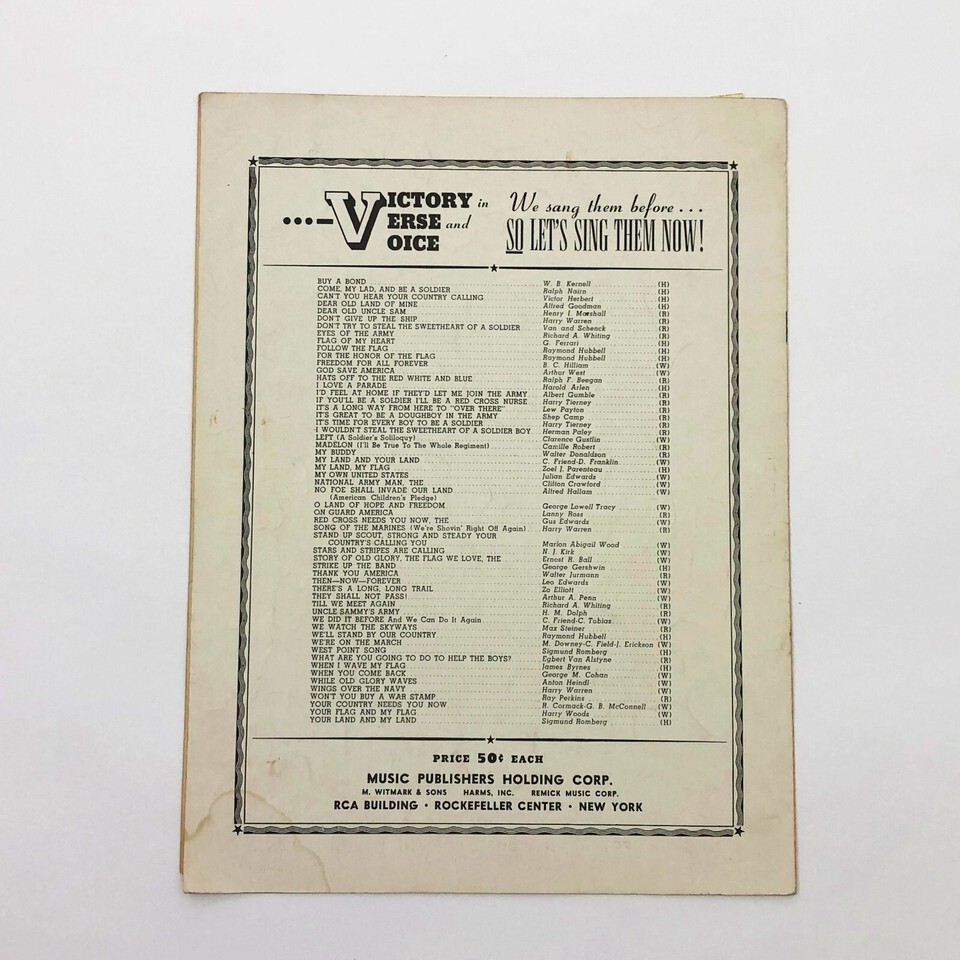 VICTORY in
VERSE and
VOICE
We sang them before . . .
SO LET'S SING THEM NOW!
BUY A BOND W. B. Kernell (H)
COME, MY LAD, AND BE A SOLDIER Ralph Nairn (H)
CAN'T YOU HEAR YOUR COUNTRY CALLING Victor Herbert (H)
DEAR OLD LAND OF MINE Alfred Goodman (H)
DEAR OLD UNCLE SAM Henry I. Marshall (R)
DON'T GIVE UP THE SHIP Harry Warren (R)
DON'T TRY TO STEAL THE SWEETHEART OF A SOLDIER Van and Schenck (R)
EYES OF THE ARMY Richard A. Whiting (R)
FLAG OF MY HEART G. Ferrari (H)
FOLLOW THE FLAG Raymond Hubbell (H)
FOR THE HONOR OF THE FLAG Raymond Hubbell (H)
FREEDOM FOR ALL FOREVER B. C. Hilliam (W)
GOD SAVE AMERICA Arthur West (W)
HATS OFF TO THE RED WHITE AND BLUE Ralph F. Beegan (R)
I LOVE A PARADE Harold Arlen (H)
I'D FEEL AT HOME IF THEY'D LET ME JOIN THE ARMY Albert Gumble (R)
IF YOU'LL BE A SOLDIER I'LL BE A RED CROSS NURSE Harry Tierney (R)
IT'S A LONG WAY FROM HERE TO "OVER THERE" Lew Payton (R)
IT'S GREAT TO BE A DOUGHBOY IN THE ARMY Shep Camp (R)
IT'S TIME FOR EVERY BOY TO BE A SOLDIER Harry Tierney (R)
I WOULDN'T STEAL THE SWEETHEART OF A SOLDIER BOY Herman Paley (R)
LEFT (A Soldier's Soliloquy) Clarence Gustlin (W)
MADELON (I'll Be True To The Whole Regiment) Camille Robert (R)
MY BUDDY Walter Donaldson (R)
MY LAND AND YOUR LAND C. Friend-D. Franklin (W)
MY LAND, MY FLAG Zoel J. Parenteau (H)
MY OWN UNITED STATES Julian Edwards (W)
NATIONAL ARMY MAN, THE Clifton Crawford (W)
NO FOE SHALL INVADE OUR LAND Alfred Hallam (W)
(American Children's Pledge)
O LAND OF HOPE AND FREEDOM George Lowell Tracy (W)
ON GUARD AMERICA Lanny Ross (R)
RED CROSS NEEDS YOU NOW, THE Gus Edwards (W)
SONG OF THE MARINES (We're Shovin' Right Off Again) Harry Warren (R)
STAND UP SCOUT, STRONG AND STEADY YOUR
COUNTRY'S CALLING YOU Marion Abigail Wood (W)
STARS AND STRIPES ARE CALLING N. J. Kirk (W)
STORY OF OLD GLORY, THE FLAG WE LOVE, THE Ernest R. Ball (W)
STRIKE UP THE BAND George Gershwin (H)
THANK YOU AMERICA Walter Jurmann (R)
THEN—NOW—FOREVER Leo Edwards (W)
THERE'S A LONG, LONG TRAIL Zo Elliott (W)
THEY SHALL NOT PASS! Arthur A. Penn (W)
TILL WE MEET AGAIN Richard A. Whiting (R)
UNCLE SAMMY'S ARMY H. M. Dolph (R)
WE DID IT BEFORE And We Can Do It Again C. Friend-C. Tobias (W)
WE WATCH THE SKYWAYS Max Steiner (R)
WE'LL STAND BY OUR COUNTRY Raymond Hubbell (H)
WE'RE ON THE MARCH M. Downey-C. Field-J. Erickson (W)
WEST POINT SONG Sigmund Romberg (H)
WHAT ARE YOU GOING TO DO TO HELP THE BOYS? Egbert Van Alstyne (R)
WHEN I WAVE MY FLAG James Byrnes (H)
WHEN YOU COME BACK George M. Cohan (W)
WHILE OLD GLORY WAVES Anton Heindl (W)
WINGS OVER THE NAVY Harry Warren (W)
WON'T YOU BUY A WAR STAMP Ray Perkins (R)
YOUR COUNTRY NEEDS YOU NOW R. Cormack-G. B. McConnell (W)
YOUR FLAG AND MY FLAG Harry Woods (W)
YOUR LAND AND MY LAND Sigmund Romberg (H)
PRICE 50¢ EACH
MUSIC PUBLISHERS HOLDING CORP.
M. WITMARK & SONS HARMS, INC. REMICK MUSIC CORP.
RCA BUILDING • ROCKEFELLER CENTER • NEW YORK